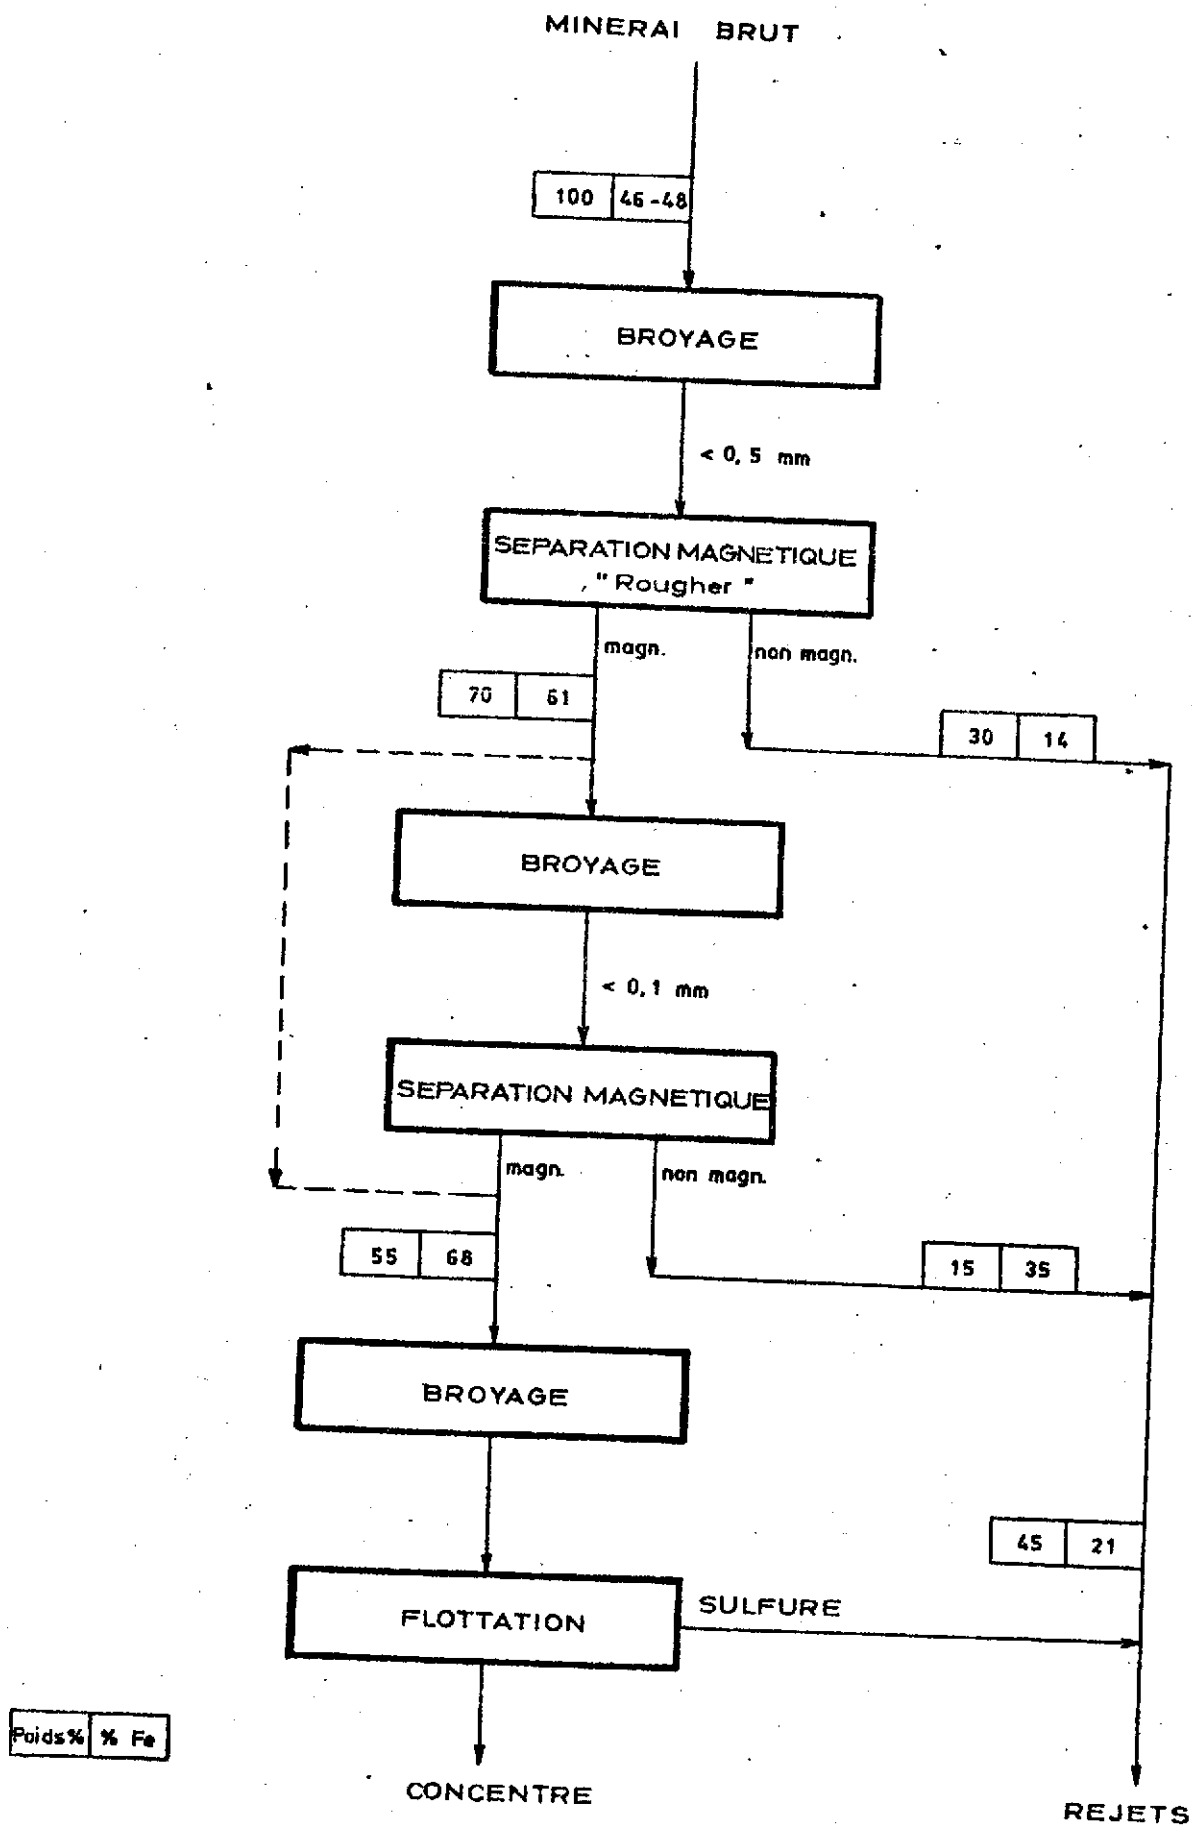 MINERAI BRUT
100 46-48
BROYAGE
< 0,5 mm
SEPARATION MAGNETIQUE
"Rougher"
magn.
non magn.
70 61
30 14
BROYAGE
< 0,1 mm
SEPARATION MAGNETIQUE
magn.
non magn.
55 68
15 35
BROYAGE
45 21
FLOTTATION
SULFURE
Poids% % Fe
CONCENTRE
REJETS